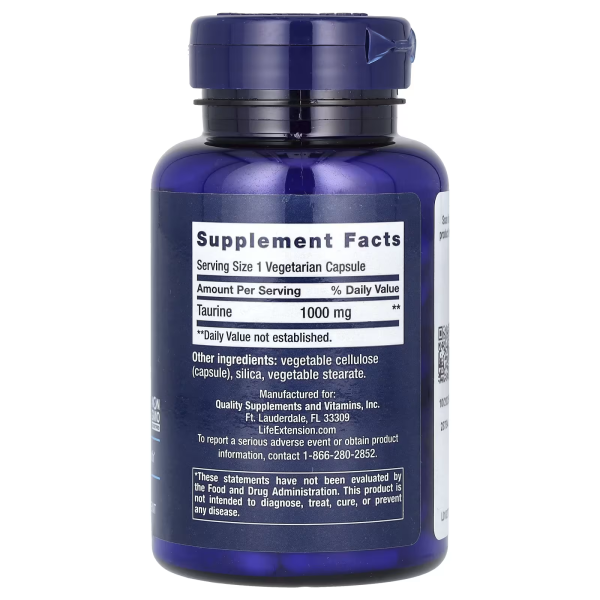 Supplement Facts
Serving Size 1 Vegetarian Capsule
Amount Per Serving % Daily Value
Taurine 1000 mg **
**Daily Value not established.
Other ingredients: vegetable cellulose
(capsule), silica, vegetable stearate.
Manufactured for:
Quality Supplements and Vitamins, Inc.
Ft. Lauderdale, FL 33309
LifeExtension.com
To report a serious adverse event or obtain product
information, contact 1-866-280-2852.
*These statements have not been evaluated by
the Food and Drug Administration. This product is
not intended to diagnose, treat, cure, or prevent
any disease.